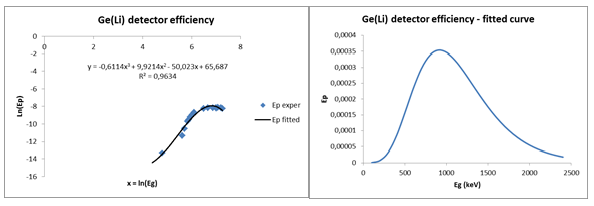 Ge(Li) detector efficiency
0 2 4 6 8
0
-2
-4
-6
-8
-10
-12
-14
-16
y = -0,6114x³ + 9,9214x² - 50,023x + 65,687
R² = 0,9634
Ep exper
Ep fitted
Ln(Ep)
x = ln(Eg)
Ge(Li) detector efficiency - fitted curve
0,0004
0,00035
0,0003
0,00025
0,0002
0,00015
0,0001
0,00005
0
Ep
0 500 1000 1500 2000 2500
Eg (keV)